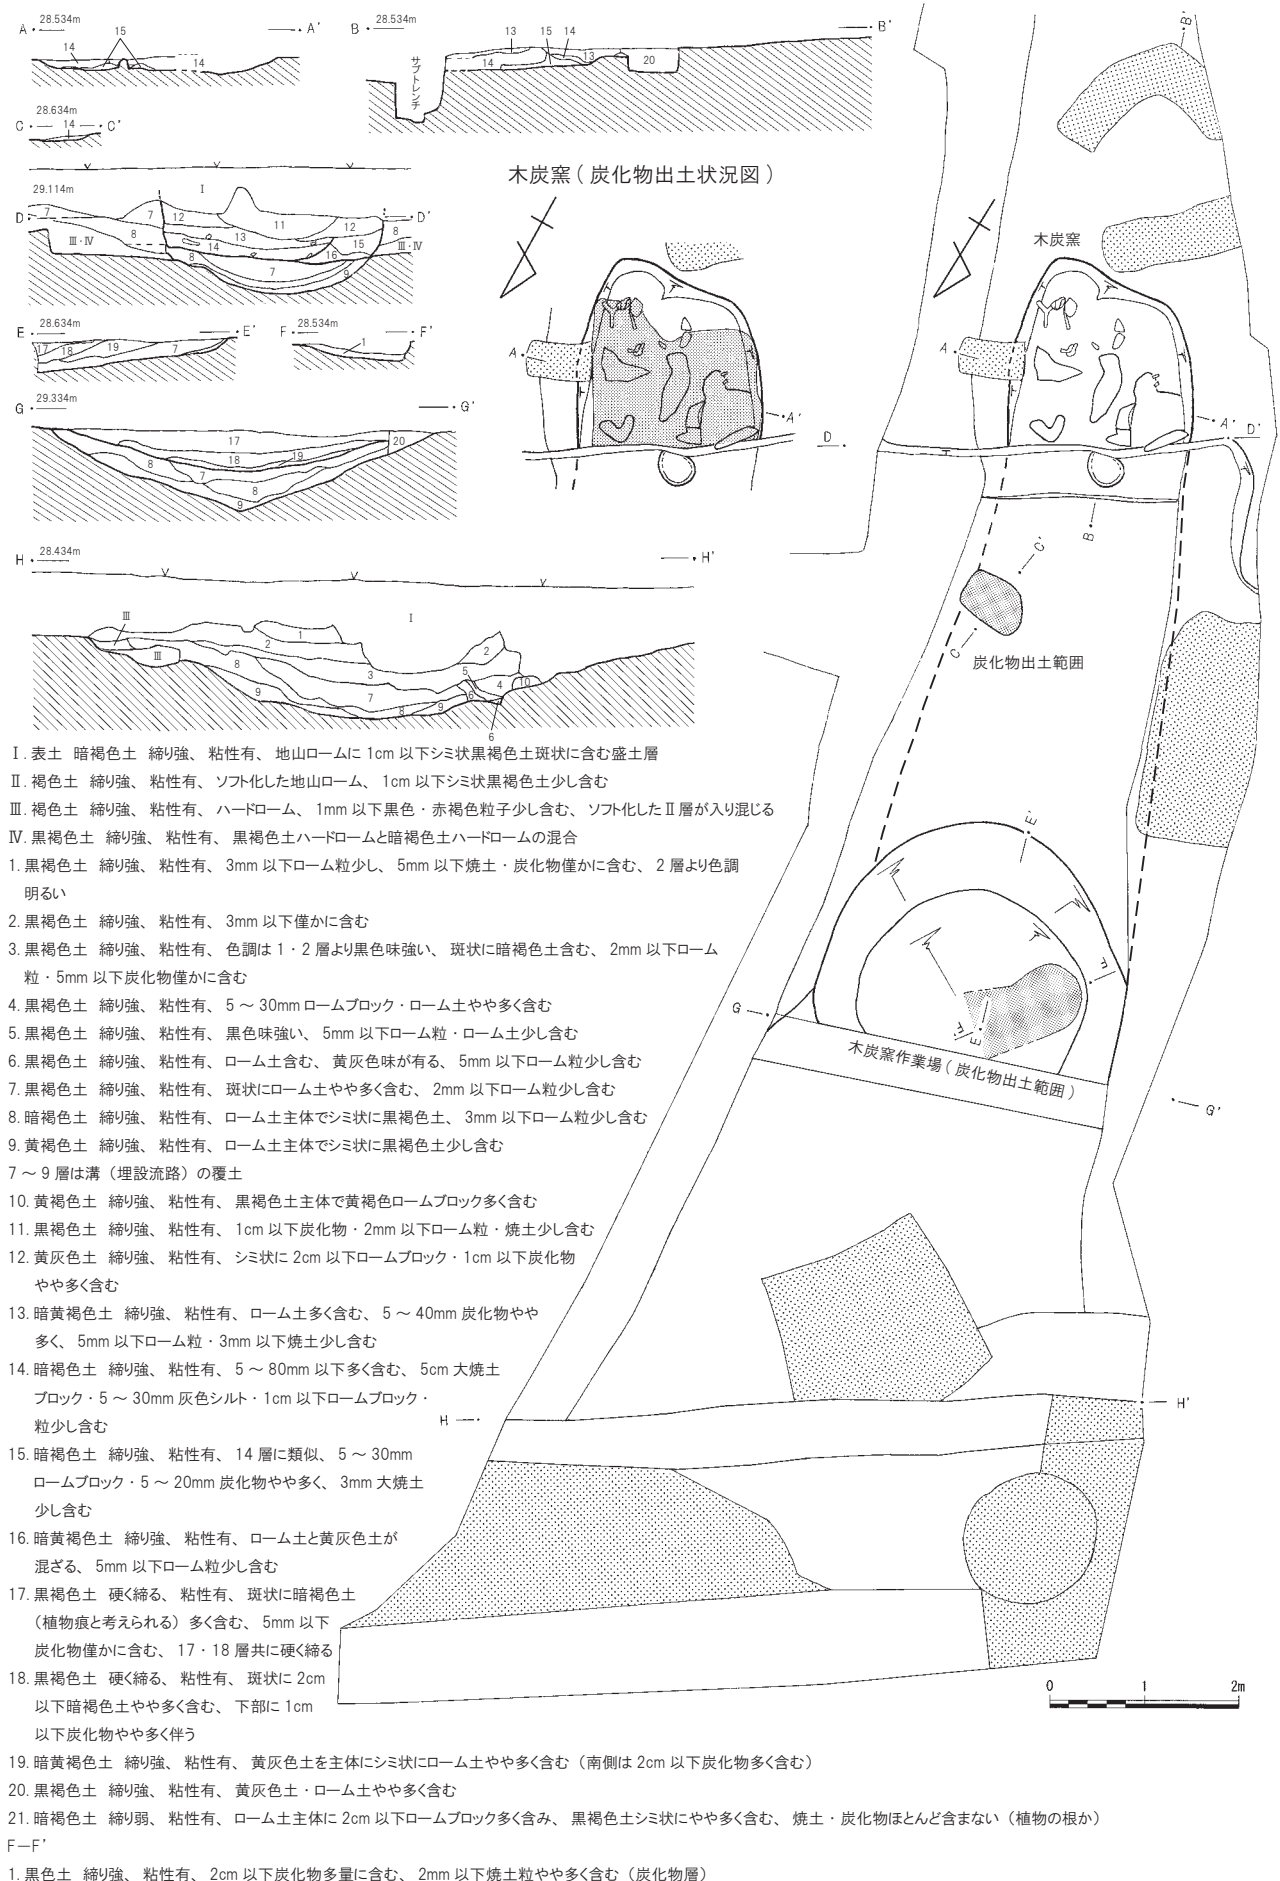 A 28.534m A'
15
14
14
B 28.534m B'
13 15 14
13
14
20
サブトレンチ
C 28.634m C'
14
木炭窯(炭化物出土状況図)
29.114m
D D'
I
7 7 12 11 12 8
13
8 14 15
Ⅲ・Ⅳ Ⅲ・Ⅳ
8 16
7 9
E 28.634m E'
17 18 19 7
F 28.534m F'
1
G 29.334m G'
17 20
18 19
8 7
8
9
H 28.434m H'
I
Ⅲ
1
2 2
Ⅲ 8 3 5
4 10
9 7 6
8 9
6
A
A'
D
B'
木炭窯
A
A'
D'
B
C'
C
炭化物出土範囲
E'
F'
F
E
G
木炭窯作業場(炭化物出土範囲)
G'
H
H'
0 1 2m
Ⅰ. 表土 暗褐色土 締り強、粘性有、地山ロームに 1cm 以下シミ状黒褐色土斑状に含む盛土層
Ⅱ. 褐色土 締り強、粘性有、ソフト化した地山ローム、1cm 以下シミ状黒褐色土少し含む
Ⅲ. 褐色土 締り強、粘性有、ハードローム、1mm 以下黒色・赤褐色粒子少し含む、ソフト化したⅡ層が入り混じる
Ⅳ. 黒褐色土 締り強、粘性有、黒褐色土ハードロームと暗褐色土ハードロームの混合
1. 黒褐色土 締り強、粘性有、3mm 以下ローム粒少し、5mm 以下焼土・炭化物僅かに含む、2 層より色調
明るい
2. 黒褐色土 締り強、粘性有、3mm 以下僅かに含む
3. 黒褐色土 締り強、粘性有、色調は 1・2 層より黒色味強い、斑状に暗褐色土含む、2mm 以下ローム
粒・5mm 以下炭化物僅かに含む
4. 黒褐色土 締り強、粘性有、5 ～ 30mm ロームブロック・ローム土やや多く含む
5. 黒褐色土 締り強、粘性有、黒色味強い、5mm 以下ローム粒・ローム土少し含む
6. 黒褐色土 締り強、粘性有、ローム土含む、黄灰色味が有る、5mm 以下ローム粒少し含む
7. 黒褐色土 締り強、粘性有、斑状にローム土やや多く含む、2mm 以下ローム粒少し含む
8. 暗褐色土 締り強、粘性有、ローム土主体でシミ状に黒褐色土、3mm 以下ローム粒少し含む
9. 黄褐色土 締り強、粘性有、ローム土主体でシミ状に黒褐色土少し含む
7 ～ 9 層は溝（埋設流路）の覆土
10. 黄褐色土 締り強、粘性有、黒褐色土主体で黄褐色ロームブロック多く含む
11. 黒褐色土 締り強、粘性有、1cm 以下炭化物・2mm 以下ローム粒・焼土少し含む
12. 黄灰色土 締り強、粘性有、シミ状に 2cm 以下ロームブロック・1cm 以下炭化物
やや多く含む
13. 暗黄褐色土 締り強、粘性有、ローム土多く含む、5 ～ 40mm 炭化物やや
多く、5mm 以下ローム粒・3mm 以下焼土少し含む
14. 暗褐色土 締り強、粘性有、5 ～ 80mm 以下多く含む、5cm 大焼土
ブロック・5 ～ 30mm 灰色シルト・1cm 以下ロームブロック・
粒少し含む
15. 暗褐色土 締り強、粘性有、14 層に類似、5 ～ 30mm
ロームブロック・5 ～ 20mm 炭化物やや多く、3mm 大焼土
少し含む
16. 暗黄褐色土 締り強、粘性有、ローム土と黄灰色土が
混ざる、5mm 以下ローム粒少し含む
17. 黒褐色土 硬く締る、粘性有、斑状に暗褐色土
（植物痕と考えられる）多く含む、5mm 以下
炭化物僅かに含む、17・18 層共に硬く締る
18. 黒褐色土 硬く締る、粘性有、斑状に 2cm
以下暗褐色土やや多く含む、下部に 1cm
以下炭化物やや多く伴う
19. 暗黄褐色土 締り強、粘性有、黄灰色土を主体にシミ状にローム土やや多く含む（南側は 2cm 以下炭化物多く含む）
20. 黒褐色土 締り強、粘性有、黄灰色土・ローム土やや多く含む
21. 暗褐色土 締り弱、粘性有、ローム土主体に 2cm 以下ロームブロック多く含み、黒褐色土シミ状にやや多く含む、焼土・炭化物ほとんど含まない（植物の根か）
F－F'
1. 黒色土 締り強、粘性有、2cm 以下炭化物多量に含む、2mm 以下焼土粒やや多く含む（炭化物層）